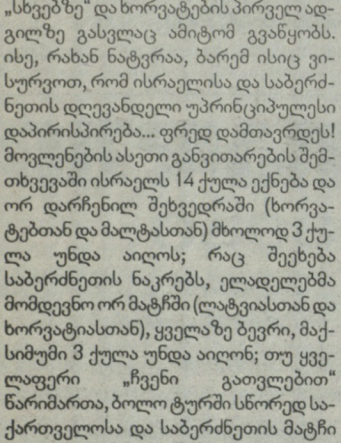 „სხვებზე“ და ხორვატების პირველ ად-
გილზე გასვლაც ამიტომ გვაწყობს.
ისე, რახან ნატვრაა, ბარემ ისიც ვი-
სურვოთ, რომ ისრაელისა და საბერძ-
ნეთის დღევანდელი უპრინციპულესი
დაპირისპირება... ფრედ დამთავრდეს!
მოვლენების ასეთი განვითარების შემ-
თხვევაში ისრაელს 14 ქულა ექნება და
ორ დარჩენილ შეხვედრაში (ხორვა-
ტებთან და მალტასთან) მხოლოდ 3 ქუ-
ლა უნდა აიღოს; რაც შეეხება
საბერძნეთის ნაკრებს, ელადელებმა
მომდევნო ორ მატჩში (ლატვიასთან და
ხორვატიასთან), ყველაზე ბევრი, მაქ-
სიმუმი 3 ქულა უნდა აიღონ; თუ ყვე-
ლაფერი „ჩვენი გათვლებით“
წარიმართა, ბოლო ტურში სწორედ სა-
ქართველოსა და საბერძნეთის მატჩი